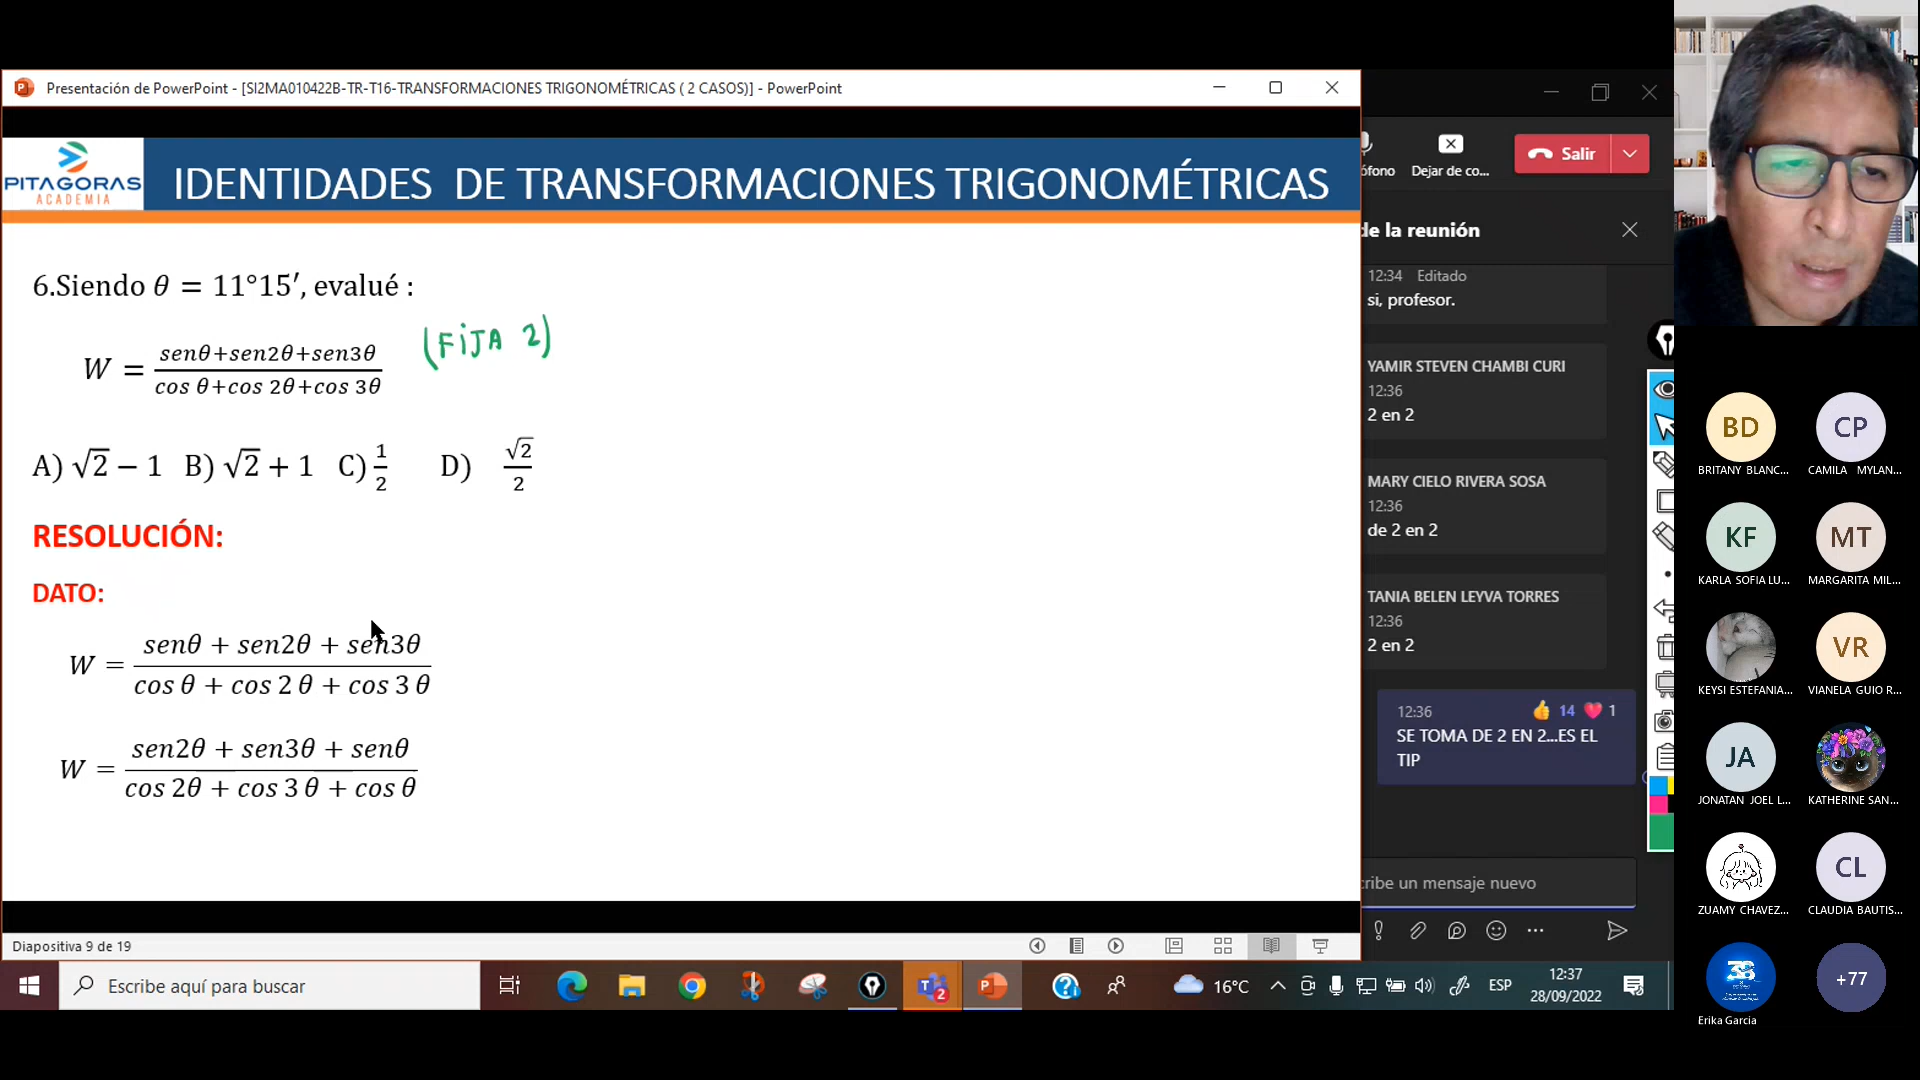 Presentación de PowerPoint - [SI2MA010422B-TR-T16-TRANSFORMACIONES TRIGONOMÉTRICAS ( 2 CASOS)] - PowerPoint
PITAGORAS
ACADEMIA
IDENTIDADES DE TRANSFORMACIONES TRIGONOMÉTRICAS
6.Siendo θ = 11°15′, evalué :
W = (senθ+sen2θ+sen3θ)/(cos θ+cos 2θ+cos 3θ)
(FIJA 2)
A) √2 − 1 B) √2 + 1 C) 1/2 D) √2/2
RESOLUCIÓN:
DATO:
W = (senθ + sen2θ + sen3θ)/(cos θ + cos 2 θ + cos 3 θ)
W = (sen2θ + sen3θ + senθ)/(cos 2θ + cos 3 θ + cos θ)
Diapositiva 9 de 19
Escribe aquí para buscar
2
16°C
ESP
12:37
28/09/2022
ófono
Dejar de co...
Salir
de la reunión
12:34 Editado
si, profesor.
YAMIR STEVEN CHAMBI CURI
12:36
2 en 2
MARY CIELO RIVERA SOSA
12:36
de 2 en 2
TANIA BELEN LEYVA TORRES
12:36
2 en 2
12:36 👍 14 ❤ 1
SE TOMA DE 2 EN 2...ES EL
TIP
cribe un mensaje nuevo
BD
BRITANY BLANC...
CP
CAMILA MYLAN...
KF
KARLA SOFIA LU...
MT
MARGARITA MIL...
KEYSI ESTEFANIA...
VR
VIANELA GUIO R...
JA
JONATAN JOEL L...
KATHERINE SAN...
ZUAMY CHAVEZ...
CL
CLAUDIA BAUTIS...
Erika Garcia
+77